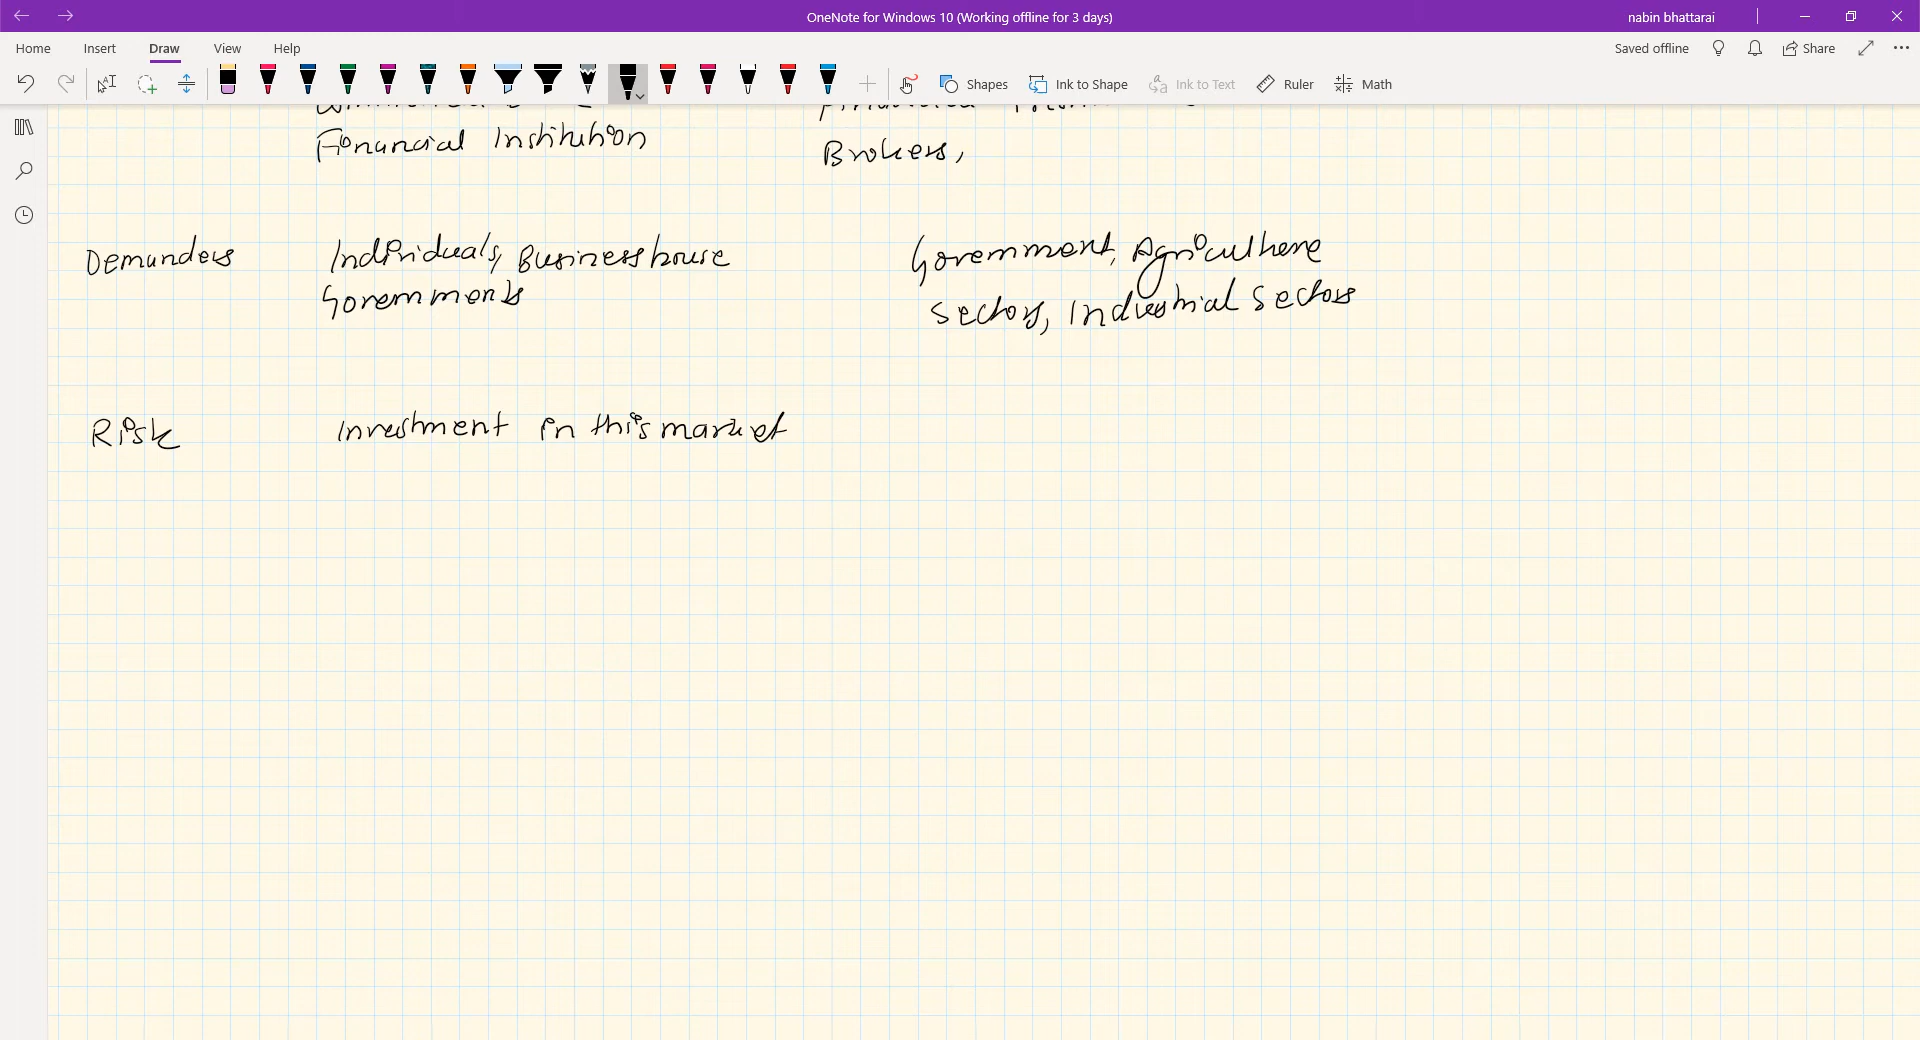 OneNote for Windows 10 (Working offline for 3 days)
nabin bhattarai
Home Insert Draw View Help
Saved offline Share
Shapes Ink to Shape Ink to Text Ruler Math
Financial Institution
Brokers,
Demanders Individuals, Business house Government, Agriculture
Governments sectors, Industrial sectors
Risk Investment in this market